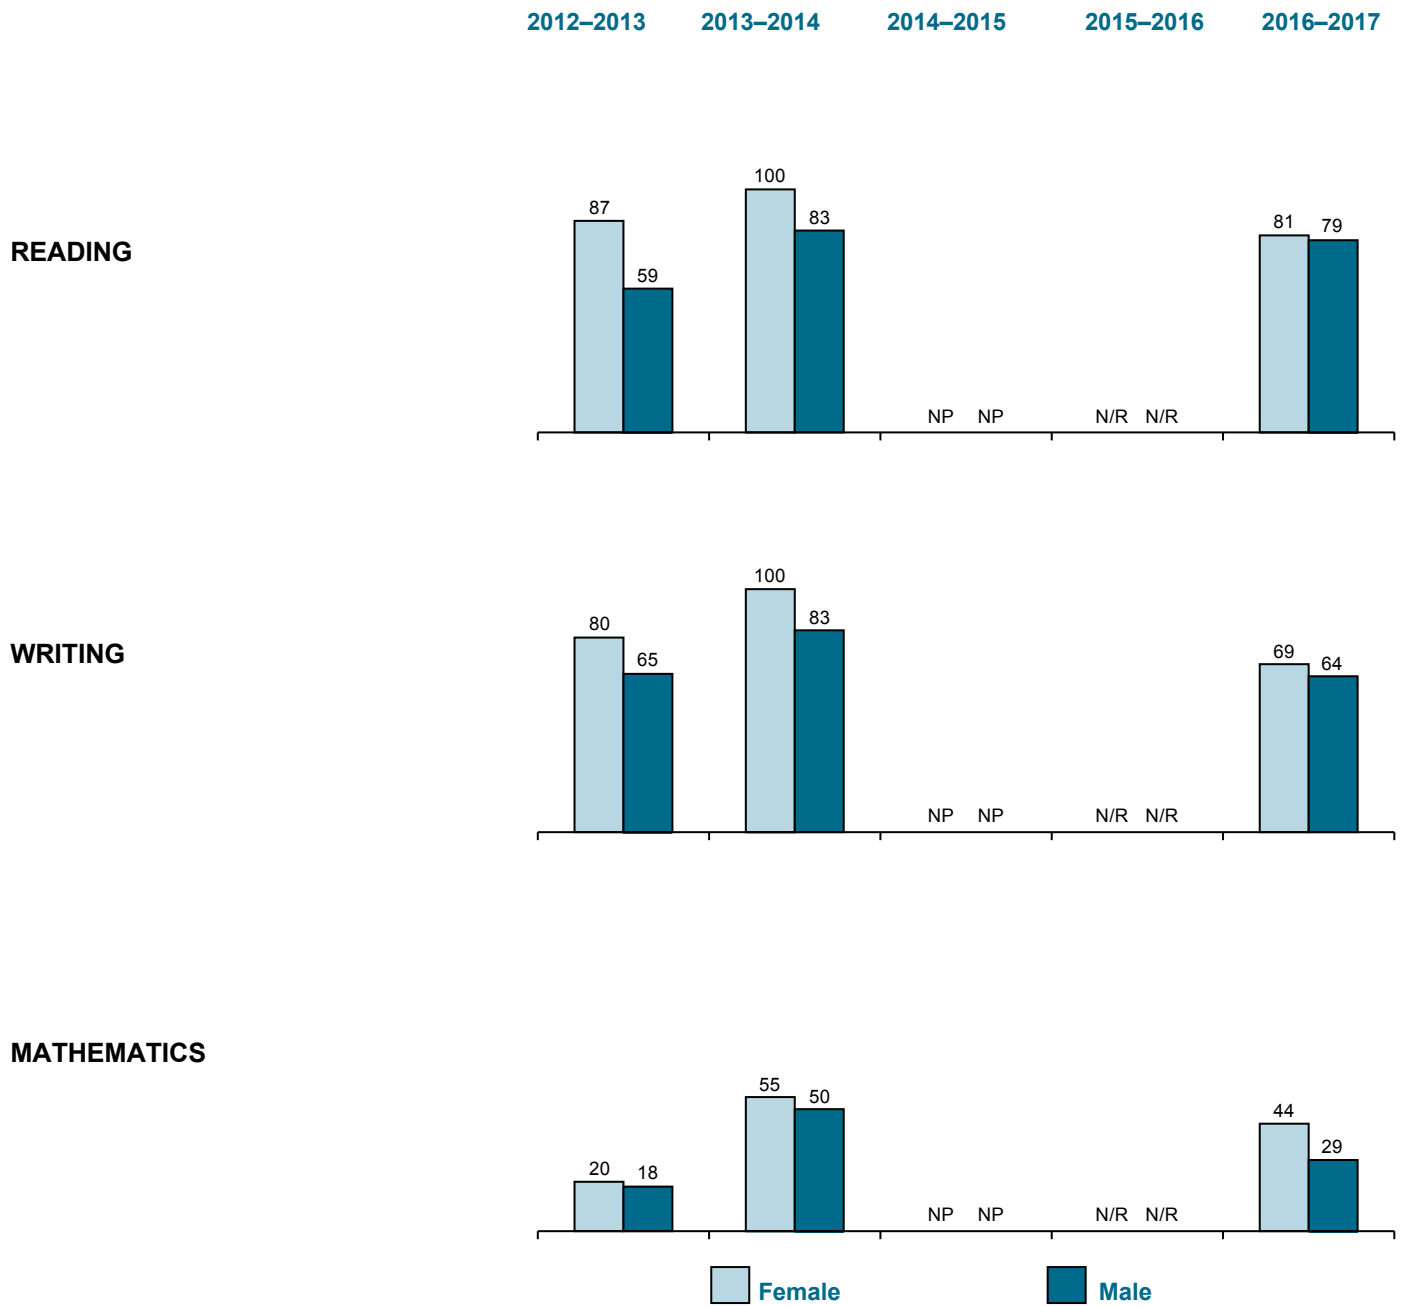 2012–2013 2013–2014 2014–2015 2015–2016 2016–2017
READING
87 59 100 83 NP NP N/R N/R 81 79
WRITING
80 65 100 83 NP NP N/R N/R 69 64
MATHEMATICS
20 18 55 50 NP NP N/R N/R 44 29
Female Male